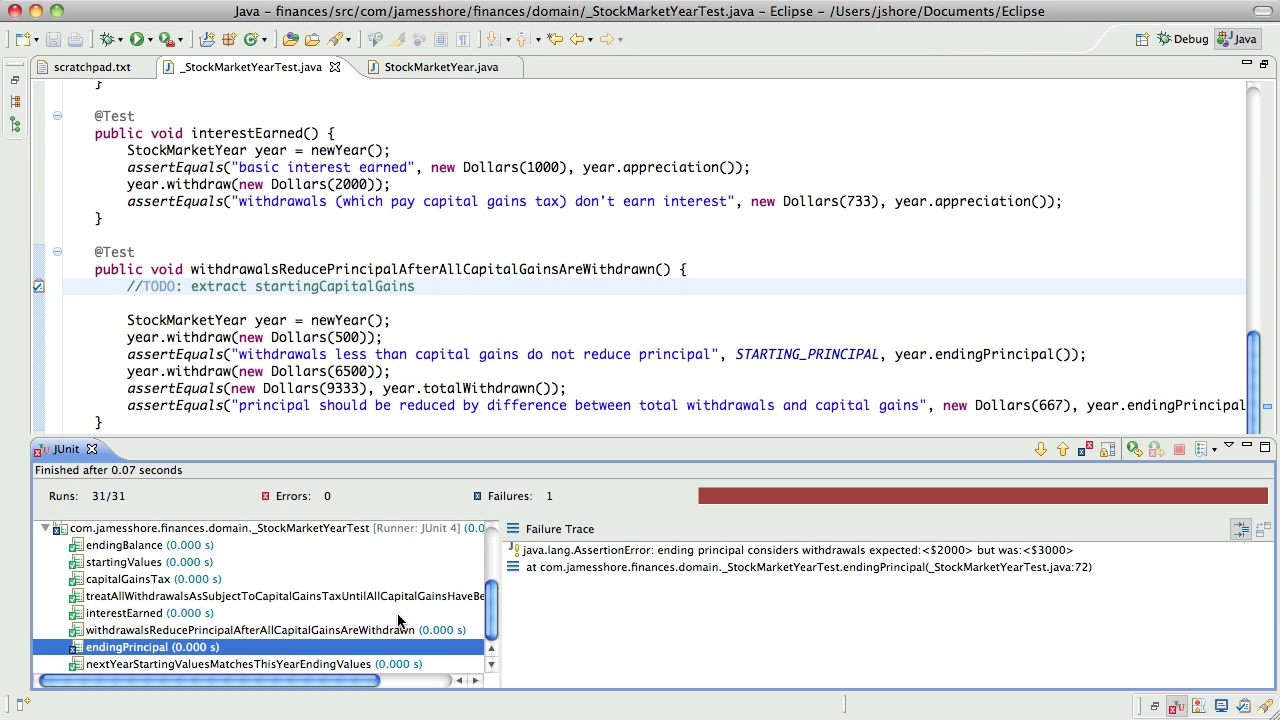 Java - finances/src/com/jamesshore/finances/domain/_StockMarketYearTest.java - Eclipse - /Users/jshore/Documents/Eclipse
Debug Java
scratchpad.txt _StockMarketYearTest.java StockMarketYear.java
}
@Test
public void interestEarned() {
StockMarketYear year = newYear();
assertEquals("basic interest earned", new Dollars(1000), year.appreciation());
year.withdraw(new Dollars(2000));
assertEquals("withdrawals (which pay capital gains tax) don't earn interest", new Dollars(733), year.appreciation());
}
@Test
public void withdrawalsReducePrincipalAfterAllCapitalGainsAreWithdrawn() {
//TODO: extract startingCapitalGains
StockMarketYear year = newYear();
year.withdraw(new Dollars(500));
assertEquals("withdrawals less than capital gains do not reduce principal", STARTING_PRINCIPAL, year.endingPrincipal());
year.withdraw(new Dollars(6500));
assertEquals(new Dollars(9333), year.totalWithdrawn());
assertEquals("principal should be reduced by difference between total withdrawals and capital gains", new Dollars(667), year.endingPrincipal
}
JUnit
Finished after 0.07 seconds
Runs: 31/31 Errors: 0 Failures: 1
com.jamesshore.finances.domain._StockMarketYearTest [Runner: JUnit 4] (0.0
endingBalance (0.000 s)
startingValues (0.000 s)
capitalGainsTax (0.000 s)
treatAllWithdrawalsAsSubjectToCapitalGainsTaxUntilAllCapitalGainsHaveBe
interestEarned (0.000 s)
withdrawalsReducePrincipalAfterAllCapitalGainsAreWithdrawn (0.000 s)
endingPrincipal (0.000 s)
nextYearStartingValuesMatchesThisYearEndingValues (0.000 s)
Failure Trace
java.lang.AssertionError: ending principal considers withdrawals expected:<$2000> but was:<$3000>
at com.jamesshore.finances.domain._StockMarketYearTest.endingPrincipal(_StockMarketYearTest.java:72)